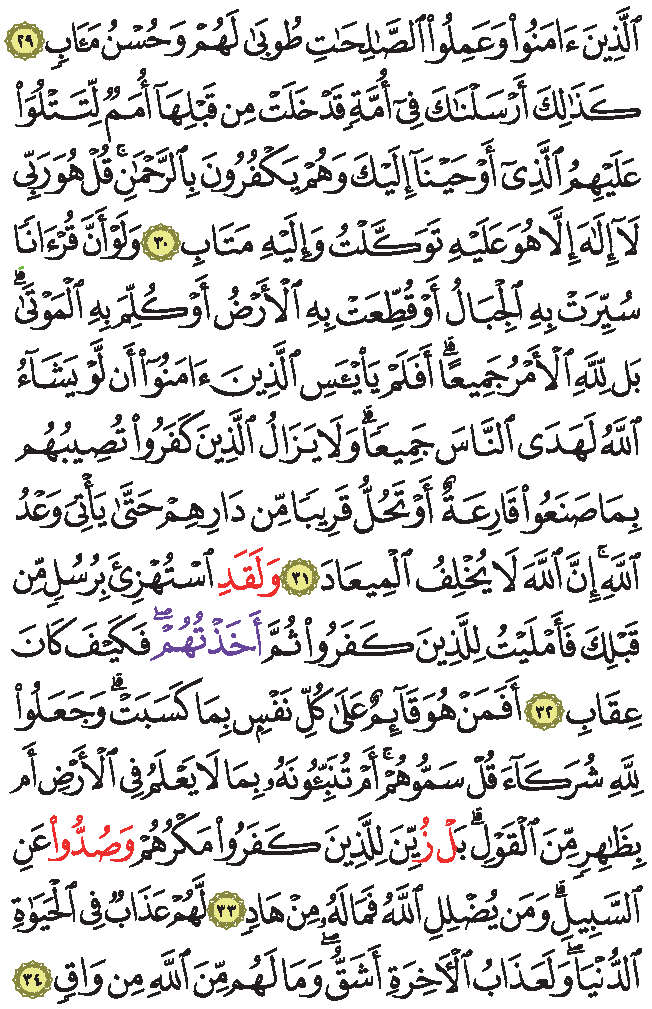 ٱلَّذِينَ ءَامَنُوا۟ وَعَمِلُوا۟ ٱلصَّـٰلِحَـٰتِ طُوبَىٰ لَهُمْ وَحُسْنُ مَـَٔابٍۢ ٢٩
كَذَٰلِكَ أَرْسَلْنَـٰكَ فِىٓ أُمَّةٍۢ قَدْ خَلَتْ مِن قَبْلِهَآ أُمَمٌۭ لِّتَتْلُوَا۟
عَلَيْهِمُ ٱلَّذِىٓ أَوْحَيْنَآ إِلَيْكَ وَهُمْ يَكْفُرُونَ بِٱلرَّحْمَـٰنِ ۚ قُلْ هُوَ رَبِّى
لَآ إِلَـٰهَ إِلَّا هُوَ عَلَيْهِ تَوَكَّلْتُ وَإِلَيْهِ مَتَابِ ٣٠ وَلَوْ أَنَّ قُرْءَانًۭا
سُيِّرَتْ بِهِ ٱلْجِبَالُ أَوْ قُطِّعَتْ بِهِ ٱلْأَرْضُ أَوْ كُلِّمَ بِهِ ٱلْمَوْتَىٰ ۗ
بَل لِّلَّهِ ٱلْأَمْرُ جَمِيعًا ۗ أَفَلَمْ يَا۟يْـَٔسِ ٱلَّذِينَ ءَامَنُوٓا۟ أَن لَّوْ يَشَآءُ
ٱللَّهُ لَهَدَى ٱلنَّاسَ جَمِيعًۭا ۗ وَلَا يَزَالُ ٱلَّذِينَ كَفَرُوا۟ تُصِيبُهُم
بِمَا صَنَعُوا۟ قَارِعَةٌ أَوْ تَحُلُّ قَرِيبًۭا مِّن دَارِهِمْ حَتَّىٰ يَأْتِىَ وَعْدُ
ٱللَّهِ ۚ إِنَّ ٱللَّهَ لَا يُخْلِفُ ٱلْمِيعَادَ ٣١ وَلَقَدِ ٱسْتُهْزِئَ بِرُسُلٍۢ مِّن
قَبْلِكَ فَأَمْلَيْتُ لِلَّذِينَ كَفَرُوا۟ ثُمَّ أَخَذْتُهُمْ ۖ فَكَيْفَ كَانَ
عِقَابِ ٣٢ أَفَمَنْ هُوَ قَآئِمٌ عَلَىٰ كُلِّ نَفْسٍۭ بِمَا كَسَبَتْ ۗ وَجَعَلُوا۟
لِلَّهِ شُرَكَآءَ قُلْ سَمُّوهُمْ ۚ أَمْ تُنَبِّـُٔونَهُۥ بِمَا لَا يَعْلَمُ فِى ٱلْأَرْضِ أَم
بِظَـٰهِرٍۢ مِّنَ ٱلْقَوْلِ ۗ بَلْ زُيِّنَ لِلَّذِينَ كَفَرُوا۟ مَكْرُهُمْ وَصُدُّوا۟ عَنِ
ٱلسَّبِيلِ ۗ وَمَن يُضْلِلِ ٱللَّهُ فَمَا لَهُۥ مِنْ هَادٍۢ ٣٣ لَّهُمْ عَذَابٌۭ فِى ٱلْحَيَوٰةِ
ٱلدُّنْيَا ۖ وَلَعَذَابُ ٱلْـَٔاخِرَةِ أَشَقُّ ۖ وَمَا لَهُم مِّنَ ٱللَّهِ مِن وَاقٍۢ ٣٤